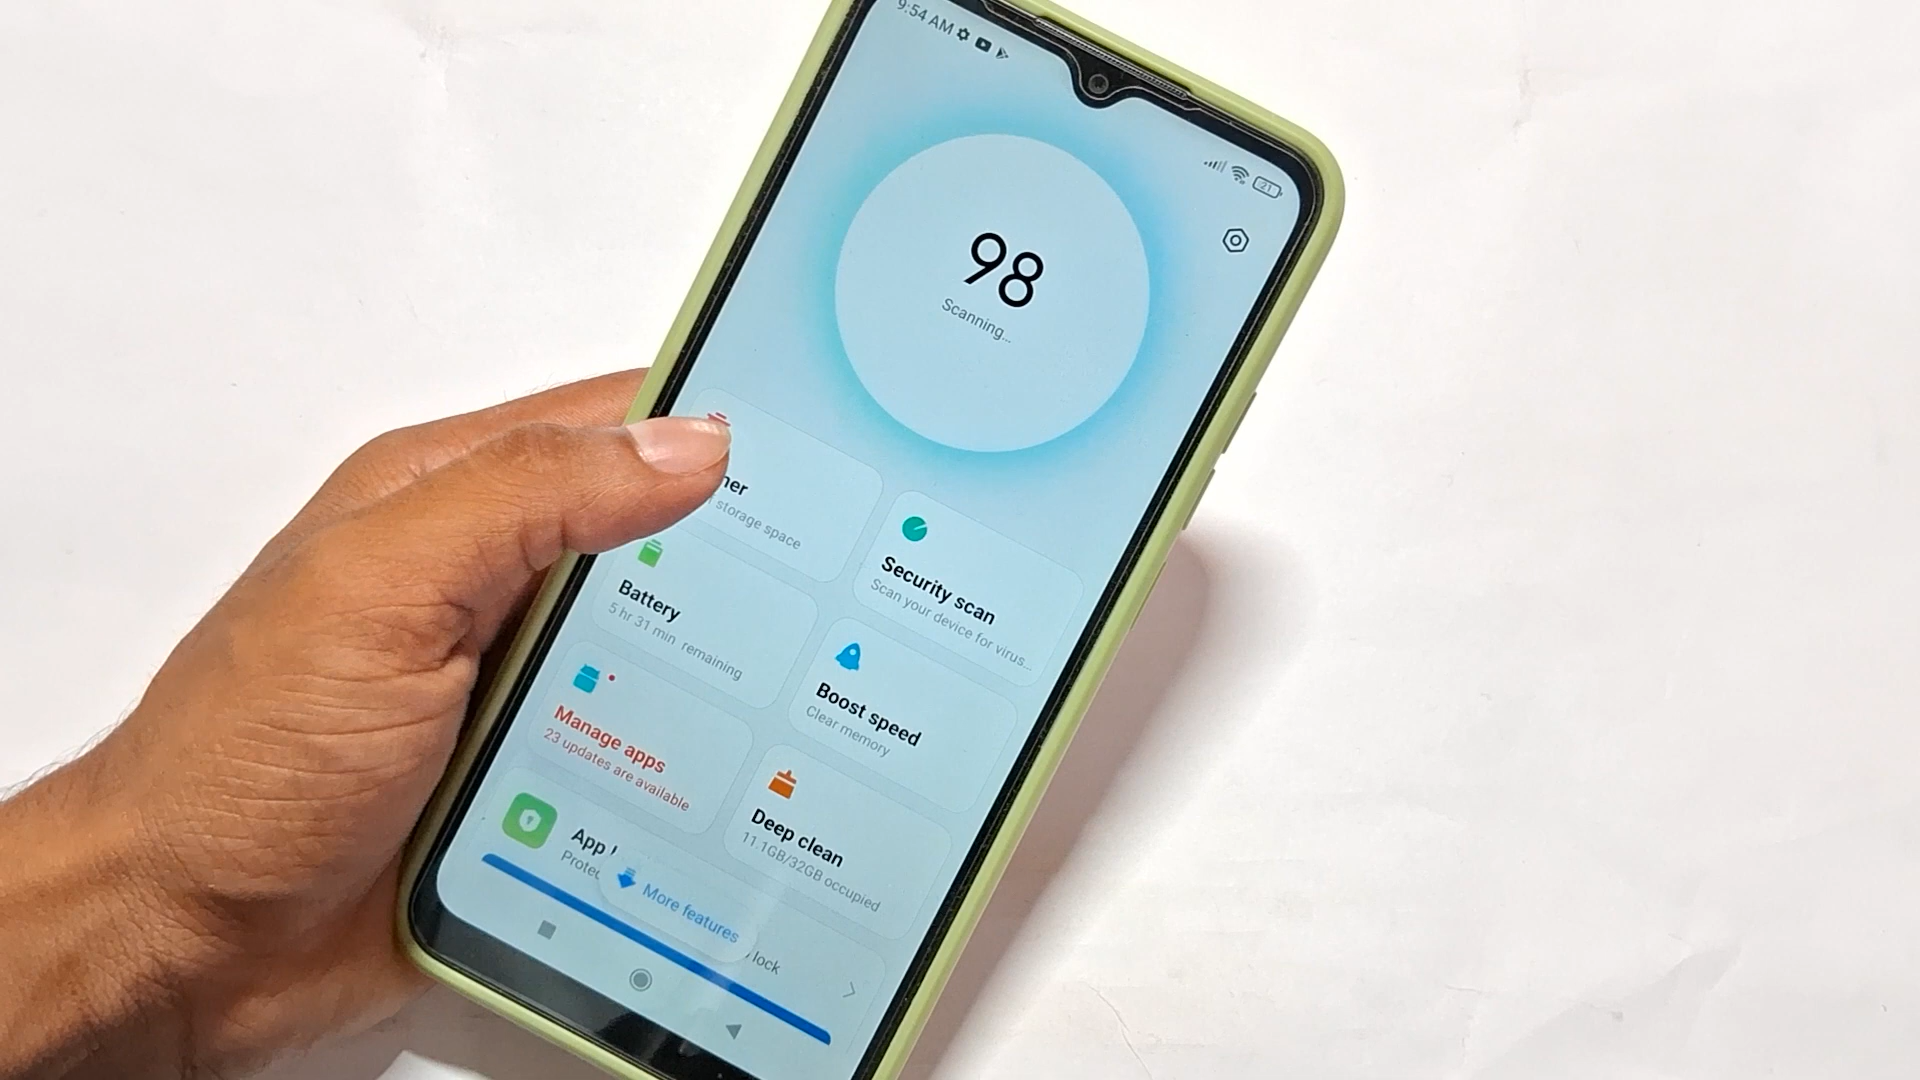 9:54 AM
21
98
Scanning...
storage space
Security scan
Scan your device for virus...
Battery
5 hr 31 min remaining
Boost speed
Clear memory
Manage apps
23 updates are available
Deep clean
11.1GB/32GB occupied
App
More features
lock